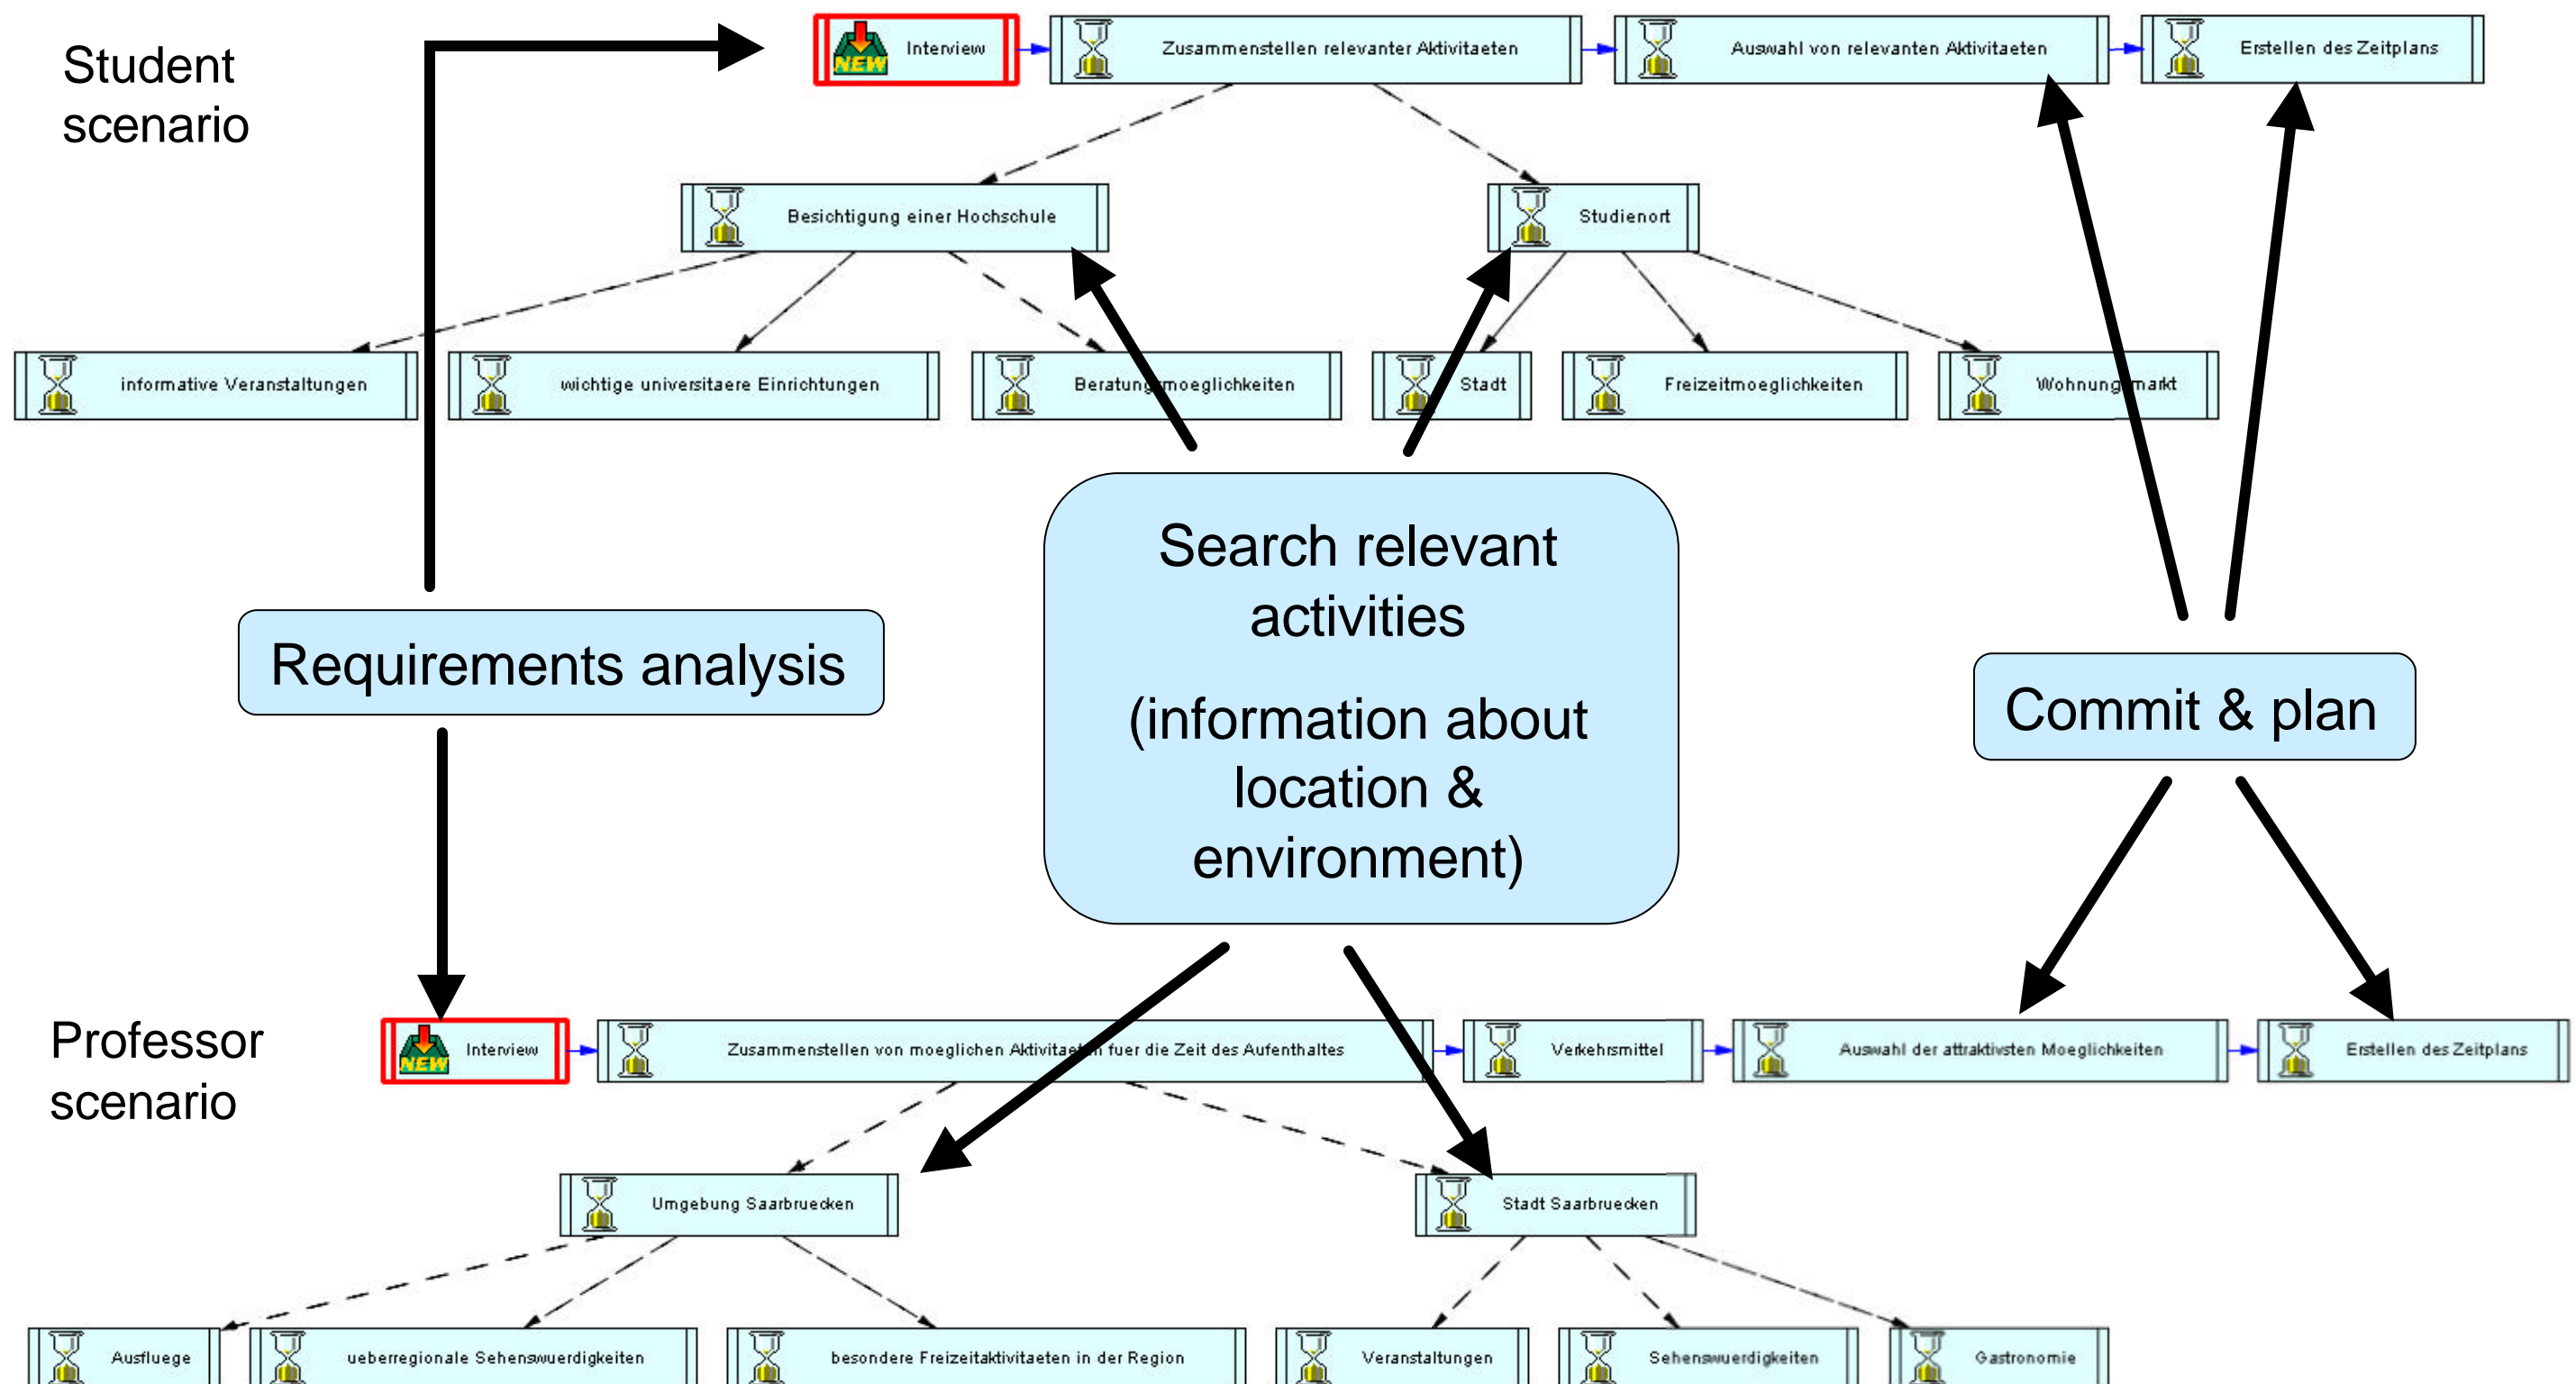 Student
scenario
NEW
Interview
Zusammenstellen relevanter Aktivitaeten
Auswahl von relevanten Aktivitaeten
Erstellen des Zeitplans
Besichtigung einer Hochschule
Studienort
informative Veranstaltungen
wichtige universitaere Einrichtungen
Beratungsmoeglichkeiten
Stadt
Freizeitmoeglichkeiten
Wohnungsmarkt
Requirements analysis
Search relevant
activities
(information about
location &
environment)
Commit & plan
Professor
scenario
NEW
Interview
Zusammenstellen von moeglichen Aktivitaeten fuer die Zeit des Aufenthaltes
Verkehrsmittel
Auswahl der attraktivsten Moeglichkeiten
Erstellen des Zeitplans
Umgebung Saarbruecken
Stadt Saarbruecken
Ausfluege
ueberregionale Sehenswuerdigkeiten
besondere Freizeitaktivitaeten in der Region
Veranstaltungen
Sehenswuerdigkeiten
Gastronomie